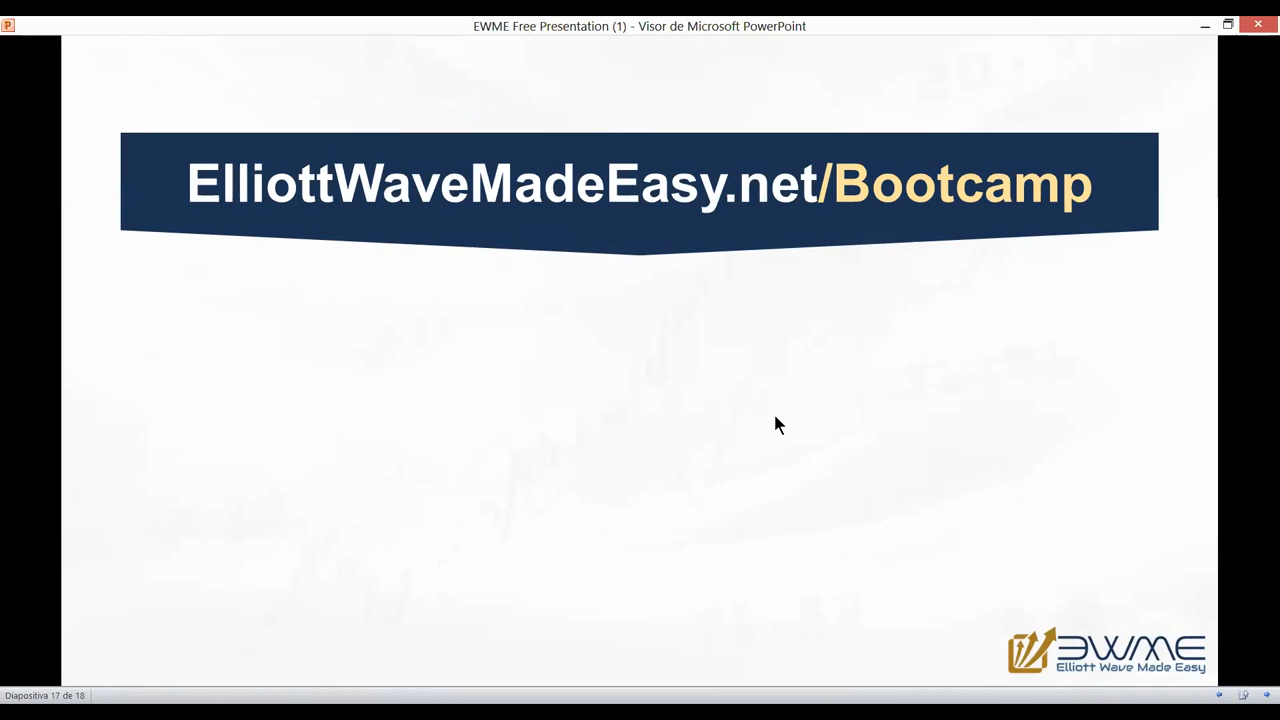 EWME Free Presentation (1) - Visor de Microsoft PowerPoint
ElliottWaveMadeEasy.net/Bootcamp
EWME
Elliott Wave Made Easy
Diapositiva 17 de 18